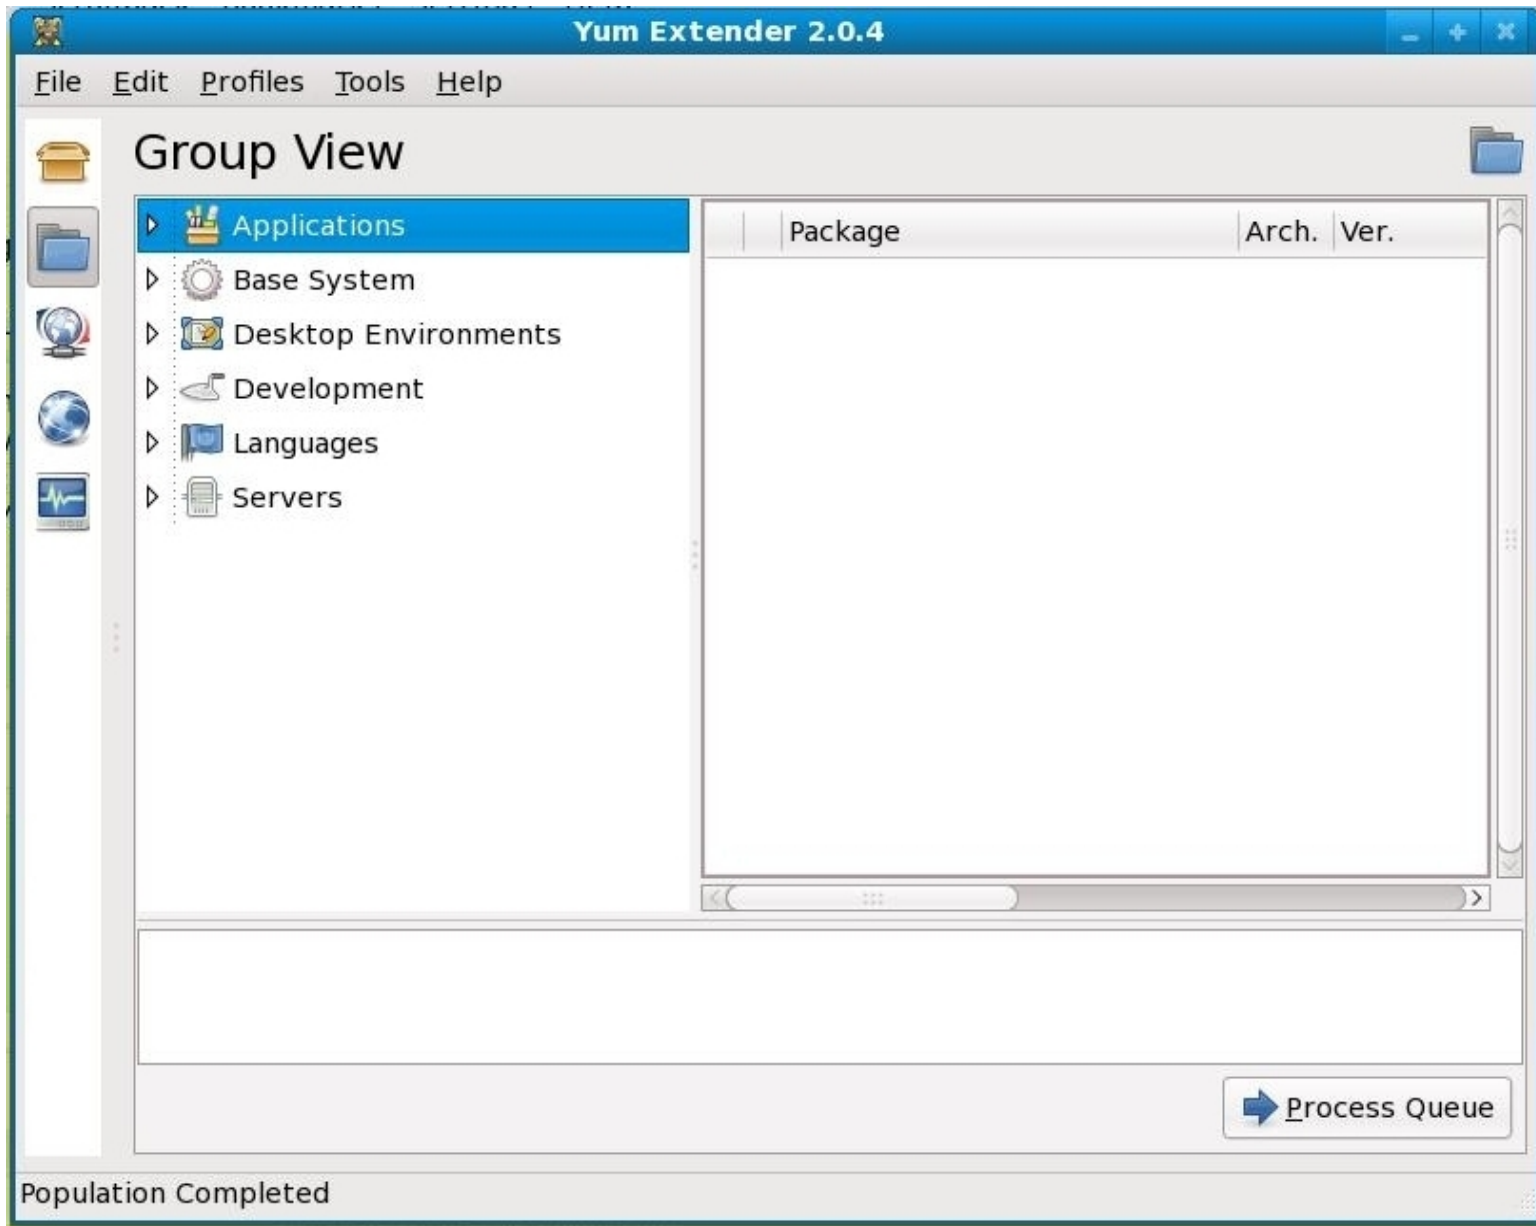 Yum Extender 2.0.4
File Edit Profiles Tools Help
Group View
Applications
Base System
Desktop Environments
Development
Languages
Servers
Package Arch. Ver.
Process Queue
Population Completed